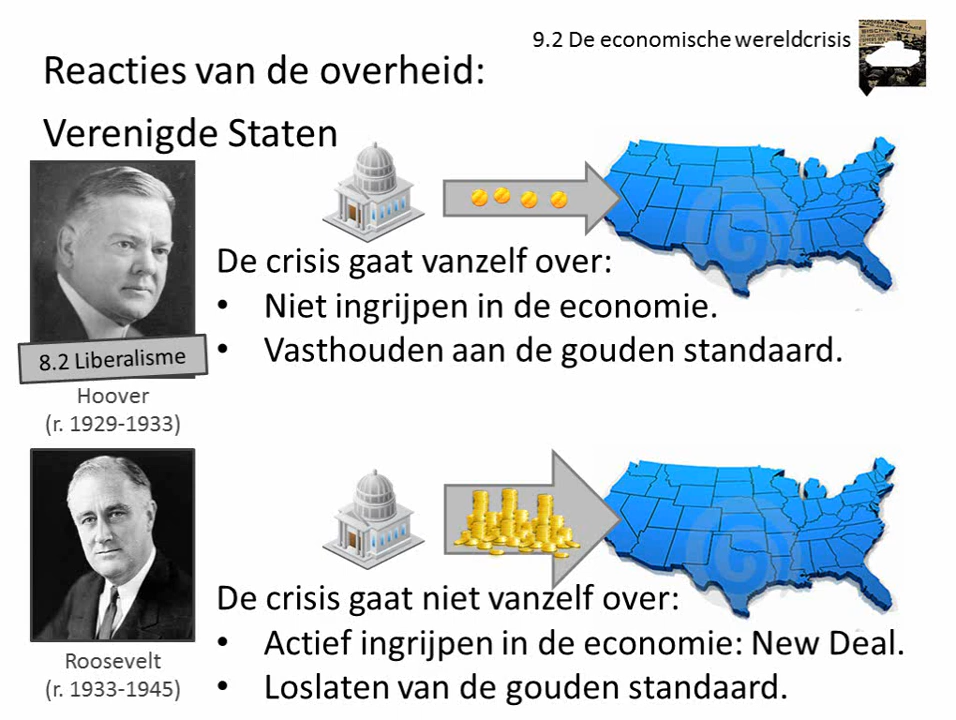 9.2 De economische wereldcrisis
Reacties van de overheid:
Verenigde Staten
De crisis gaat vanzelf over:
• Niet ingrijpen in de economie.
• Vasthouden aan de gouden standaard.
8.2 Liberalisme
Hoover
(r. 1929-1933)
De crisis gaat niet vanzelf over:
• Actief ingrijpen in de economie: New Deal.
• Loslaten van de gouden standaard.
Roosevelt
(r. 1933-1945)